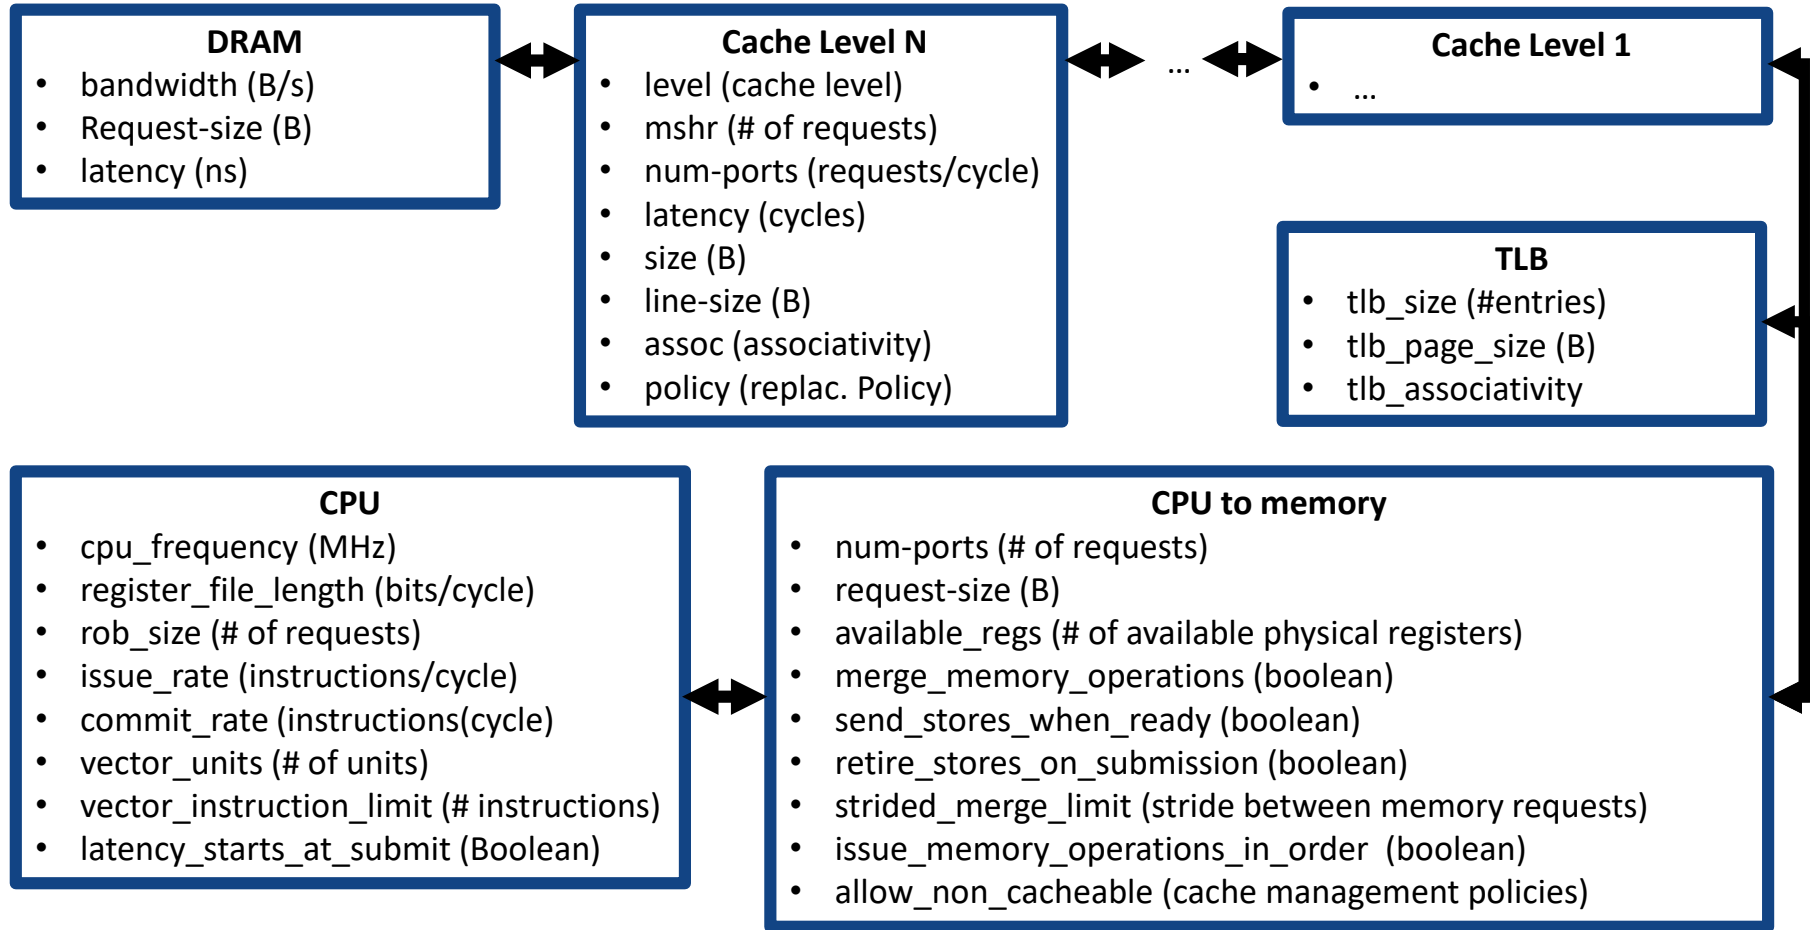 DRAM
• bandwidth (B/s)
• Request-size (B)
• latency (ns)
Cache Level N
• level (cache level)
• mshr (# of requests)
• num-ports (requests/cycle)
• latency (cycles)
• size (B)
• line-size (B)
• assoc (associativity)
• policy (replac. Policy)
...
Cache Level 1
• ...
TLB
• tlb_size (#entries)
• tlb_page_size (B)
• tlb_associativity
CPU
• cpu_frequency (MHz)
• register_file_length (bits/cycle)
• rob_size (# of requests)
• issue_rate (instructions/cycle)
• commit_rate (instructions(cycle)
• vector_units (# of units)
• vector_instruction_limit (# instructions)
• latency_starts_at_submit (Boolean)
CPU to memory
• num-ports (# of requests)
• request-size (B)
• available_regs (# of available physical registers)
• merge_memory_operations (boolean)
• send_stores_when_ready (boolean)
• retire_stores_on_submission (boolean)
• strided_merge_limit (stride between memory requests)
• issue_memory_operations_in_order (boolean)
• allow_non_cacheable (cache management policies)